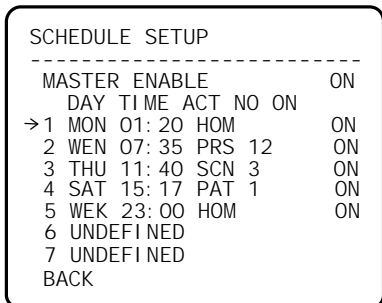 SCHEDULE SETUP
--------------------------
MASTER ENABLE ON
DAY TIME ACT NO ON
→1 MON 01:20 HOM ON
2 WEN 07:35 PRS 12 ON
3 THU 11:40 SCN 3 ON
4 SAT 15:17 PAT 1 ON
5 WEK 23:00 HOM ON
6 UNDEFINED
7 UNDEFINED
BACK